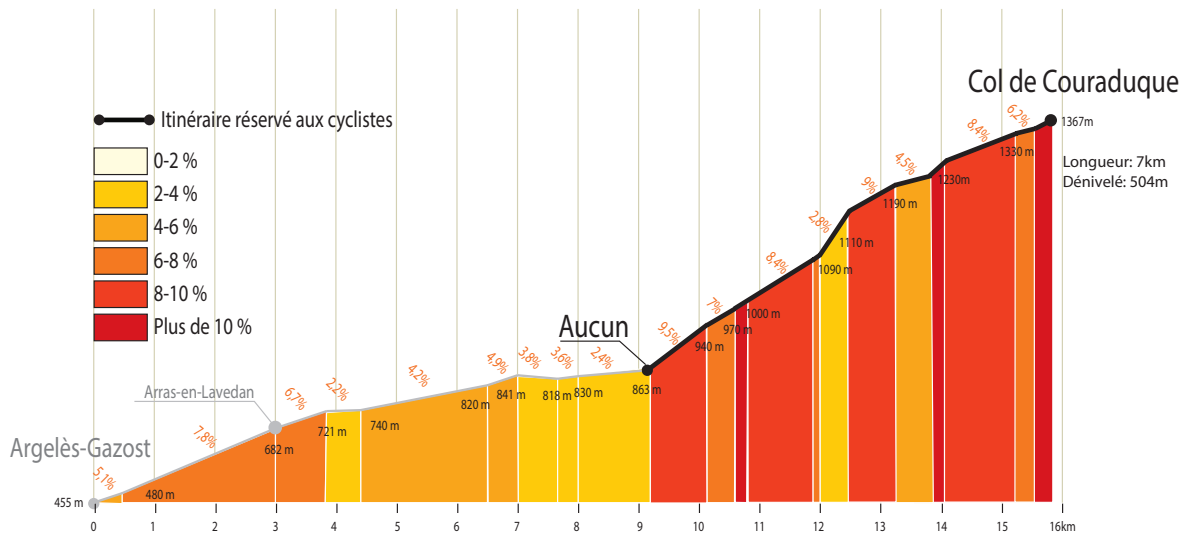 Col de Couraduque
1367m
Longueur: 7km
Dénivelé: 504m
Itinéraire réservé aux cyclistes
0-2 %
2-4 %
4-6 %
6-8 %
8-10 %
Plus de 10 %
Aucun
Arras-en-Lavedan
Argelès-Gazost
5,1%
7,8%
6,7%
2,2%
4,2%
4,9%
3,8%
3,6%
2,4%
9,5%
7%
8,4%
2,8%
9%
4,5%
8,4%
6,2%
455 m
480 m
682 m
721 m
740 m
820 m
841 m
818 m
830 m
863 m
940 m
970 m
1000 m
1090 m
1110 m
1190 m
1230m
1330 m
0 1 2 3 4 5 6 7 8 9 10 11 12 13 14 15 16km